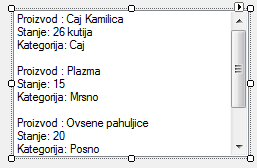 Proizvod : Caj Kamilica
Stanje: 26 kutija
Kategorija: Caj

Proizvod : Plazma
Stanje: 15
Kategorija: Mrsno

Proizvod : Ovsene pahuljice
Stanje: 20
Kategorija: Posno